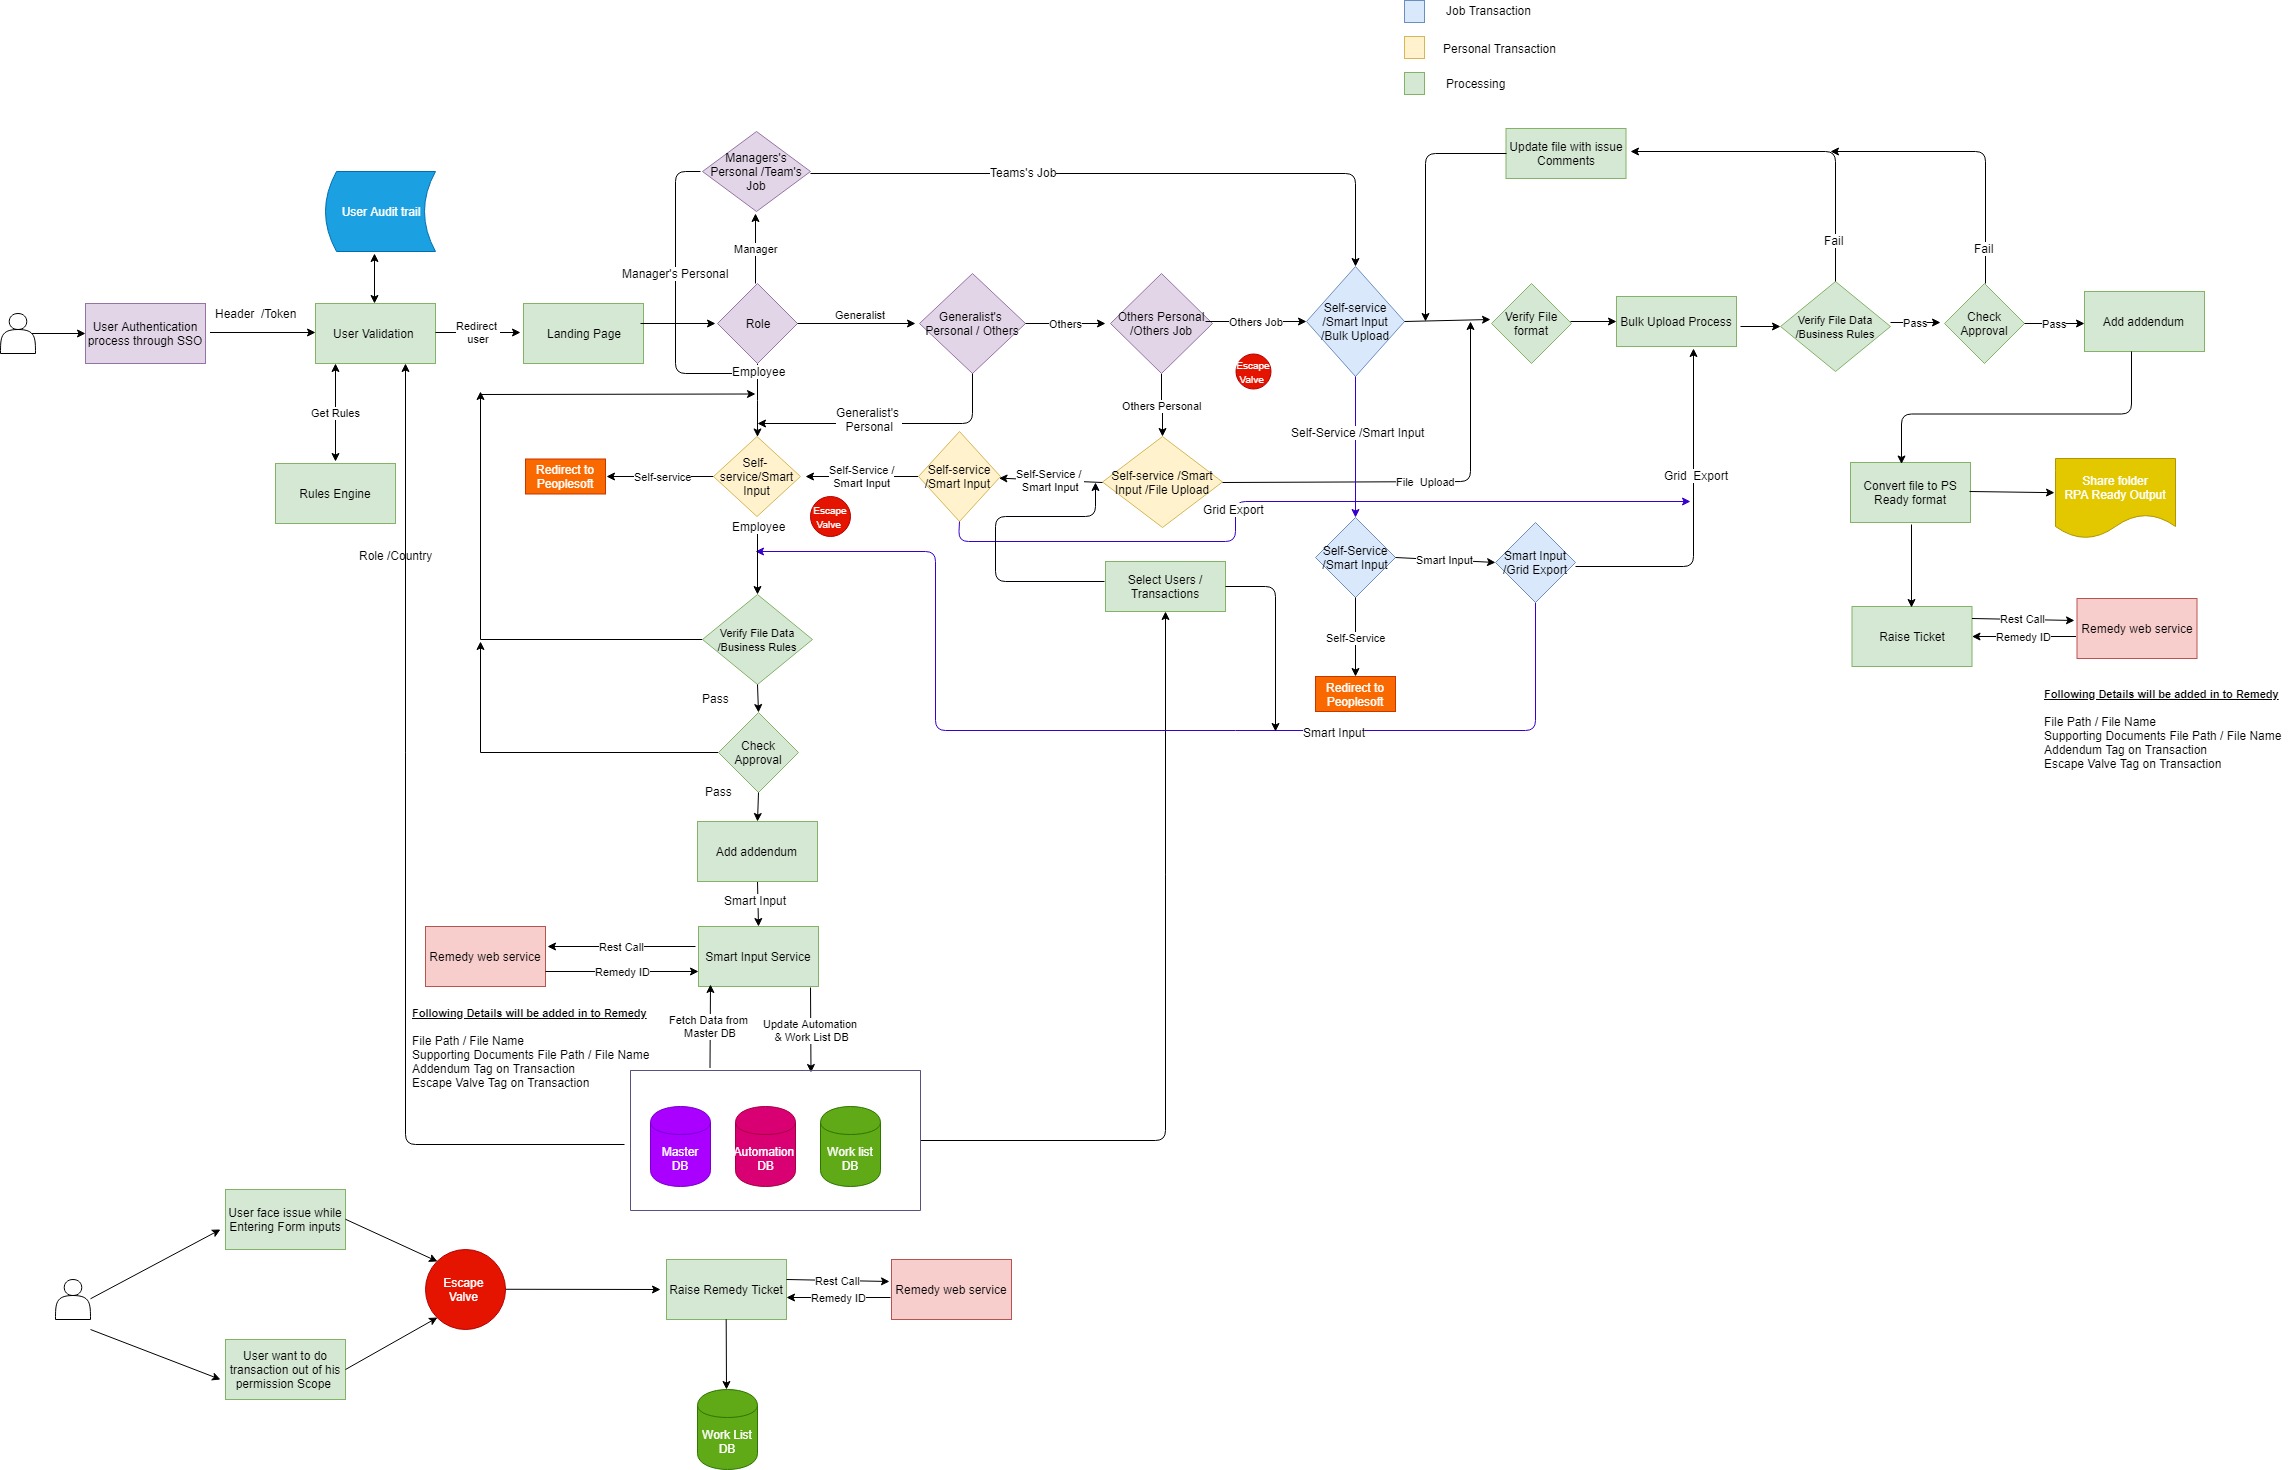 Job Transaction
Personal Transaction
Processing
Managers's
Personal /Team's
Job
Teams's Job
Update file with issue
Comments
User Audit trail
Manager
Manager's Personal
Fail
Fail
User Authentication
process through SSO
Header  /Token
User Validation
Redirect
user
Landing Page
Role
Generalist
Generalist's
Personal / Others
Others
Others Personal
/Others Job
Others Job
Self-service
/Smart Input
/Bulk Upload
Verify File
format
Bulk Upload Process
Verify File Data
/Business Rules
Pass
Check
Approval
Pass
Add addendum
Escape
Valve
Employee
Get Rules
Generalist's
Personal
Others Personal
Self-Service /Smart Input
Rules Engine
Redirect to
Peoplesoft
Self-service
Self-
service/Smart
Input
Self-Service /
Smart Input
Self-service
/Smart Input
Self-Service /
Smart Input
Self-service /Smart
Input /File Upload
File  Upload
Grid  Export
Convert file to PS
Ready format
Share folder
RPA Ready Output
Escape
Valve
Grid Export
Employee
Role /Country
Self-Service
/Smart Input
Smart Input
Smart Input
/Grid Export
Select Users /
Transactions
Verify File Data
/Business Rules
Self-Service
Raise Ticket
Rest Call
Remedy ID
Remedy web service
Redirect to
Peoplesoft
Pass
Smart Input
Following Details will be added in to Remedy
File Path / File Name
Supporting Documents File Path / File Name
Addendum Tag on Transaction
Escape Valve Tag on Transaction
Check
Approval
Pass
Add addendum
Smart Input
Remedy web service
Rest Call
Remedy ID
Smart Input Service
Following Details will be added in to Remedy
File Path / File Name
Supporting Documents File Path / File Name
Addendum Tag on Transaction
Escape Valve Tag on Transaction
Fetch Data from
Master DB
Update Automation
& Work List DB
Master
DB
Automation
DB
Work list
DB
User face issue while
Entering Form inputs
Escape
Valve
User want to do
transaction out of his
permission Scope
Raise Remedy Ticket
Rest Call
Remedy ID
Remedy web service
Work List
DB